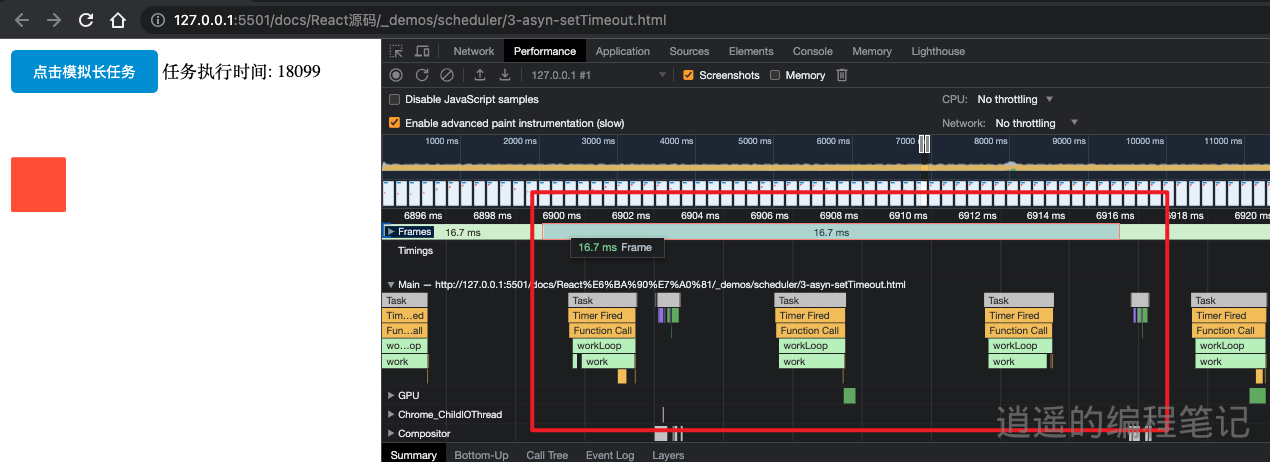 127.0.0.1:5501/docs/React源码/_demos/scheduler/3-asyn-setTimeout.html
点击模拟长任务 任务执行时间: 18099
Network Performance Application Sources Elements Console Memory Lighthouse
127.0.0.1 #1 Screenshots Memory
Disable JavaScript samples CPU: No throttling
Enable advanced paint instrumentation (slow) Network: No throttling
1000 ms 2000 ms 3000 ms 4000 ms 5000 ms 6000 ms 7000 8000 ms 9000 ms 10000 ms 11000 ms
6896 ms 6898 ms 6900 ms 6902 ms 6904 ms 6906 ms 6908 ms 6910 ms 6912 ms 6914 ms 6916 ms 6918 ms 6920 ms
Frames 16.7 ms 16.7 ms
16.7 ms Frame
Timings
Main — http://127.0.0.1:5501/docs/React%E6%BA%90%E7%A0%81/_demos/scheduler/3-asyn-setTimeout.html
Task Task Task Task Task
Tim…ed Timer Fired Timer Fired Timer Fired Timer Fired
Fun…all Function Call Function Call Function Call Function Call
wo…op workLoop workLoop workLoop workLoop
work work work work work
GPU
Chrome_ChildIOThread
Compositor
逍遥的编程笔记
Summary Bottom-Up Call Tree Event Log Layers